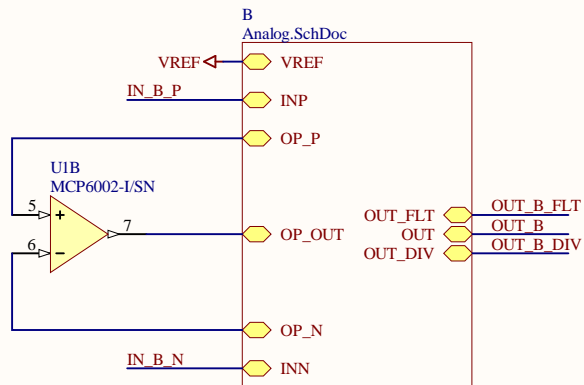 B
Analog.SchDoc
VREF VREF
IN_B_P INP
OP_P
U1B
MCP6002-I/SN
5
+
7
6
−
OP_OUT
OUT_FLT OUT_B_FLT
OUT OUT_B
OUT_DIV OUT_B_DIV
OP_N
IN_B_N INN